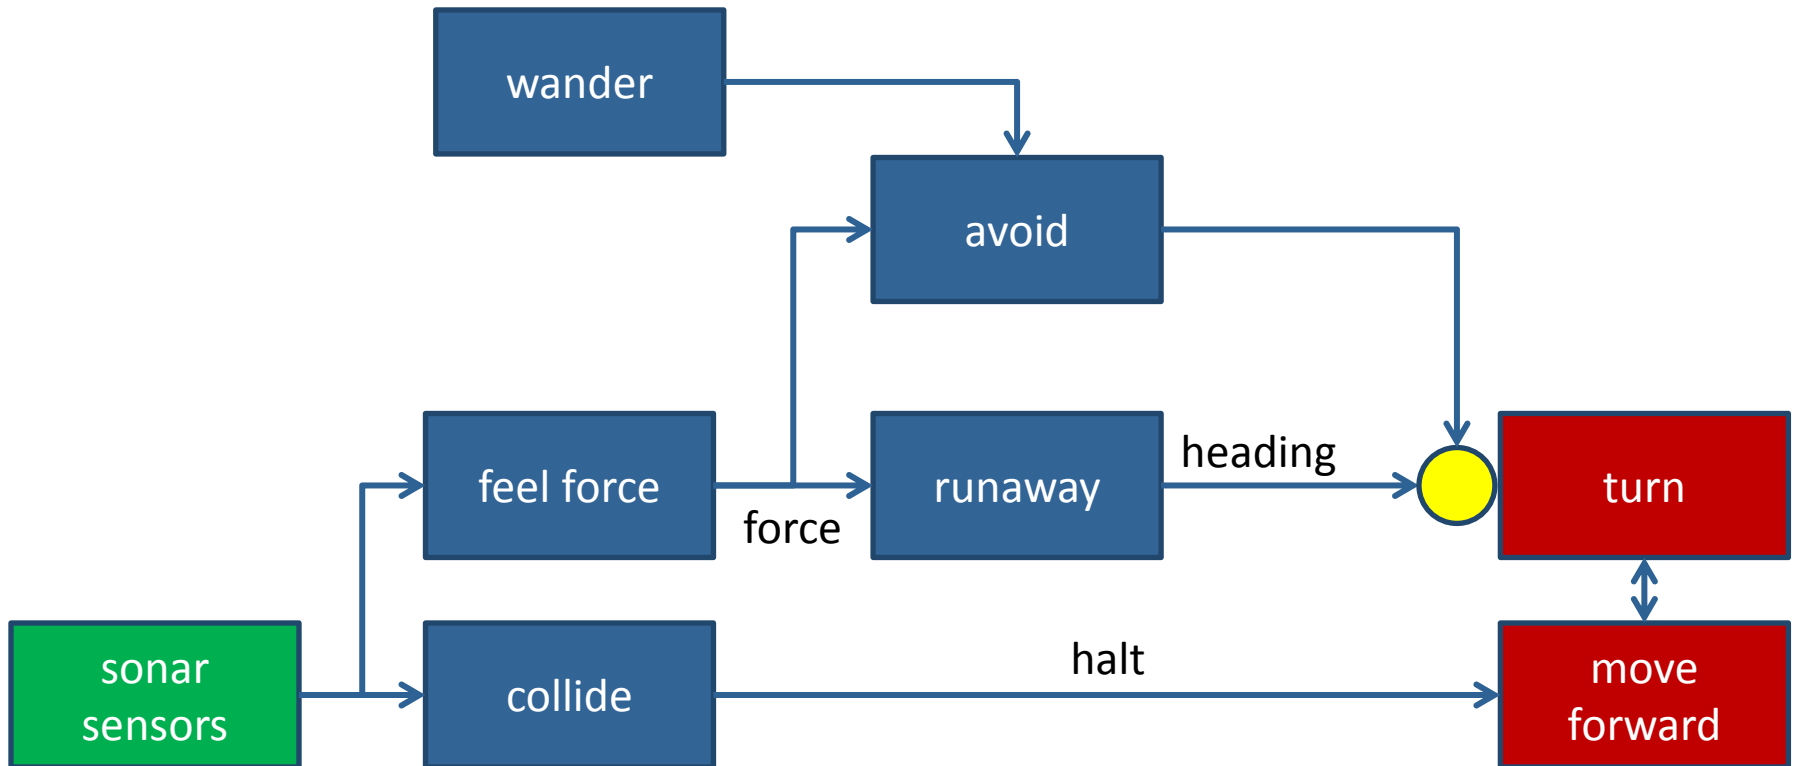 wander
avoid
feel force
force
runaway
heading
turn
sonar
sensors
collide
halt
move
forward